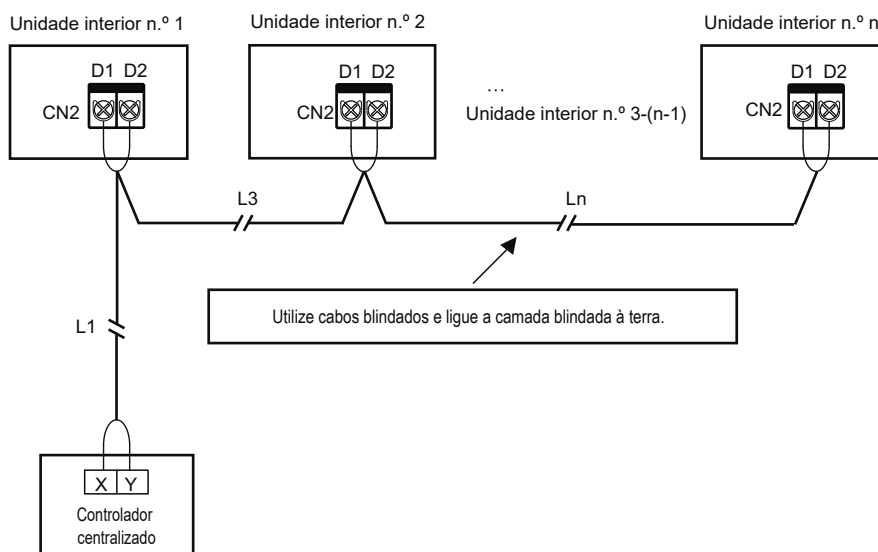 Unidade interior n.º 1
Unidade interior n.º 2
Unidade interior n.º n
D1 D2
D1 D2
D1 D2
CN2
CN2
CN2
...
Unidade interior n.º 3-(n-1)
L3
Ln
Utilize cabos blindados e ligue a camada blindada à terra.
L1
X Y
Controlador
centralizado